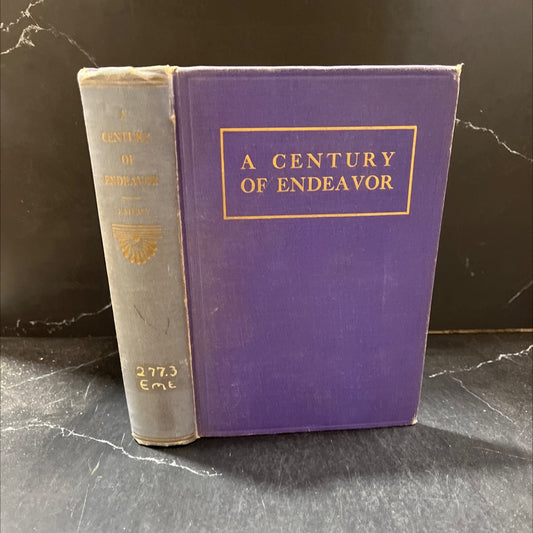 A
CENTURY
OF
ENDEAVOR
277.3
Eme
A CENTURY
OF ENDEAVOR